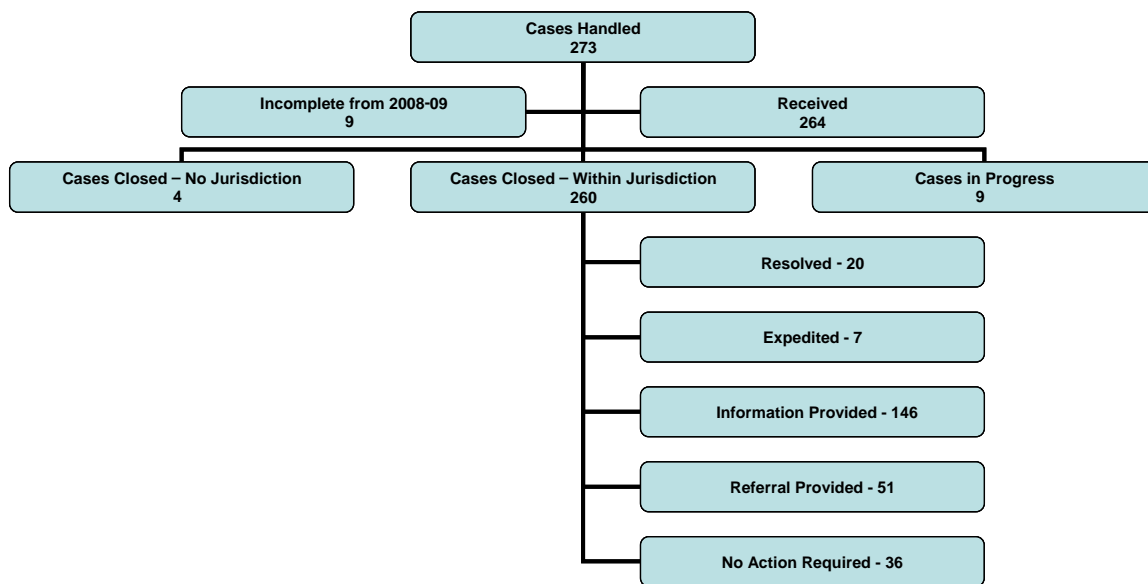 Cases Handled
273
Incomplete from 2008-09
9
Received
264
Cases Closed – No Jurisdiction
4
Cases Closed – Within Jurisdiction
260
Cases in Progress
9
Resolved - 20
Expedited - 7
Information Provided - 146
Referral Provided - 51
No Action Required - 36